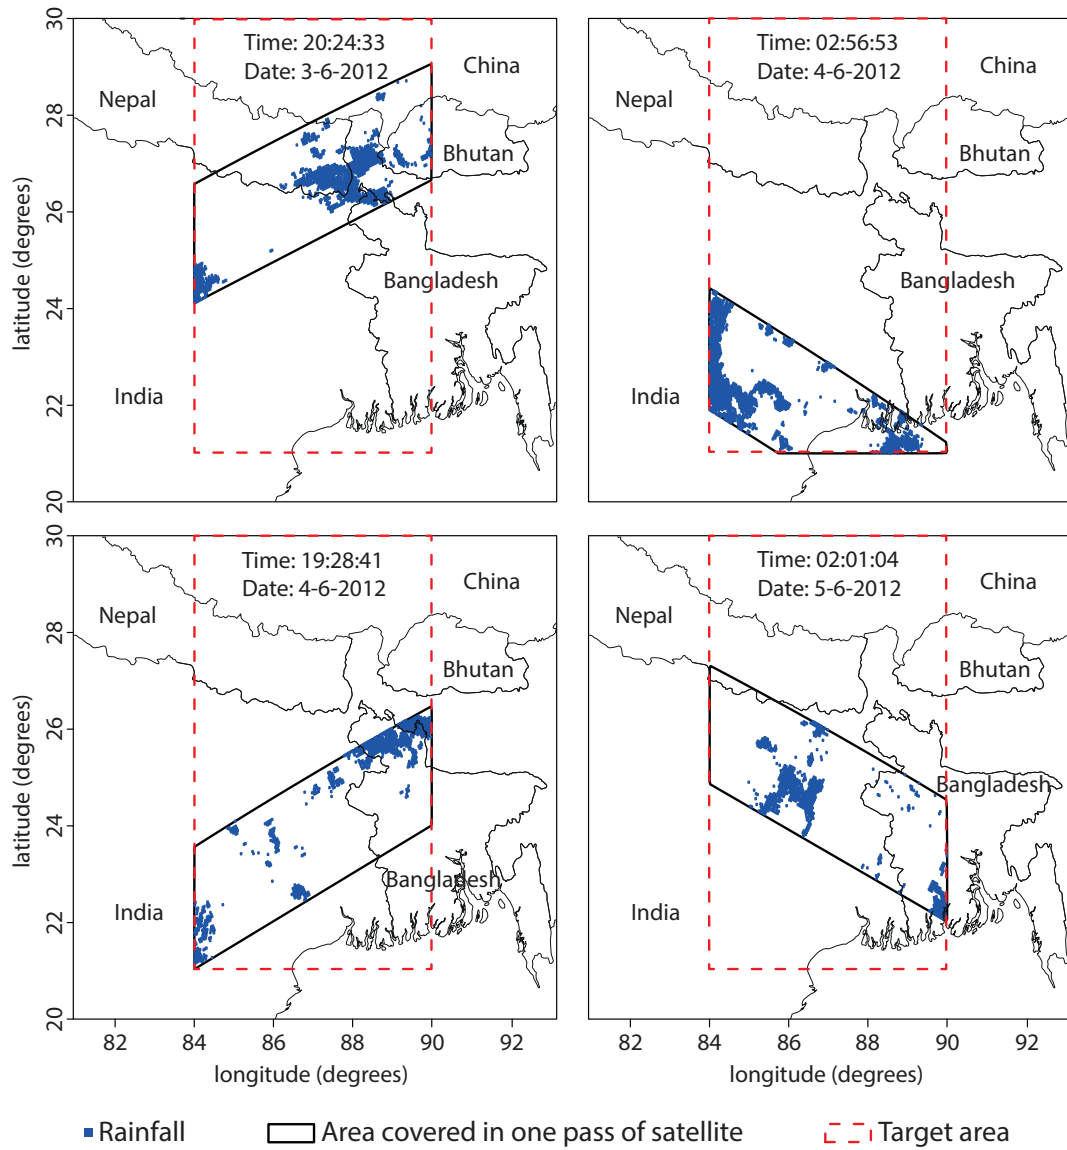 30
28
26
24
22
20
latitude (degrees)
Time: 20:24:33
Date: 3-6-2012
Nepal
China
Bhutan
Bangladesh
India
Time: 02:56:53
Date: 4-6-2012
Nepal
China
Bhutan
Bangladesh
India
30
28
26
24
22
20
latitude (degrees)
Time: 19:28:41
Date: 4-6-2012
Nepal
China
Bhutan
Bangladesh
India
82 84 86 88 90 92
longitude (degrees)
Time: 02:01:04
Date: 5-6-2012
Nepal
China
Bhutan
Bangladesh
India
82 84 86 88 90 92
longitude (degrees)
Rainfall
Area covered in one pass of satellite
Target area